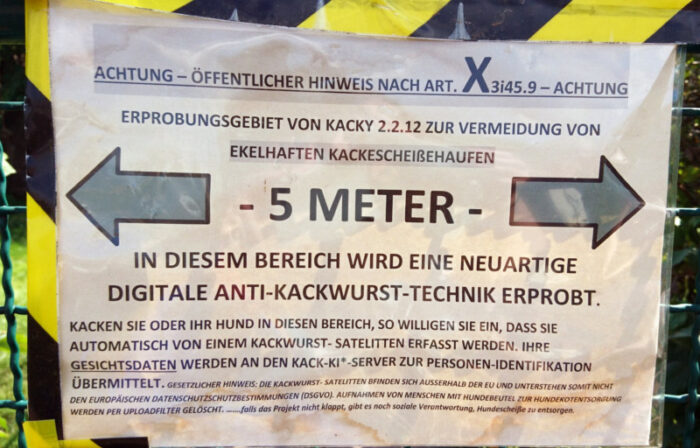 ACHTUNG – ÖFFENTLICHER HINWEIS NACH ART. X3i45.9 – ACHTUNG
ERPROBUNGSGEBIET VON KACKY 2.2.12 ZUR VERMEIDUNG VON
EKELHAFTEN KACKESCHEIßEHAUFEN
- 5 METER -
IN DIESEM BEREICH WIRD EINE NEUARTIGE
DIGITALE ANTI-KACKWURST-TECHNIK ERPROBT.
KACKEN SIE ODER IHR HUND IN DIESEN BEREICH, SO WILLIGEN SIE EIN, DASS SIE
AUTOMATISCH VON EINEM KACKWURST- SATELITTEN ERFASST WERDEN. IHRE
GESICHTSDATEN WERDEN AN DEN KACK-KI*-SERVER ZUR PERSONEN-IDENTIFIKATION
ÜBERMITTELT. GESETZLICHER HINWEIS: DIE KACKWURST- SATELITTEN BFINDEN SICH AUSSERHALB DER EU UND UNTERSTEHEN SOMIT NICHT
DEN EUROPÄISCHEN DATENSCHUTZSCHUTZBESTIMMUNGEN (DSGVO). AUFNAHMEN VON MENSCHEN MIT HUNDEBEUTEL ZUR HUNDEKOTENTSORGUNG
WERDEN PER UPLOADFILTER GELÖSCHT. .......falls das Projekt nicht klappt, gibt es noch soziale Verantwortung, Hundescheiße zu entsorgen.